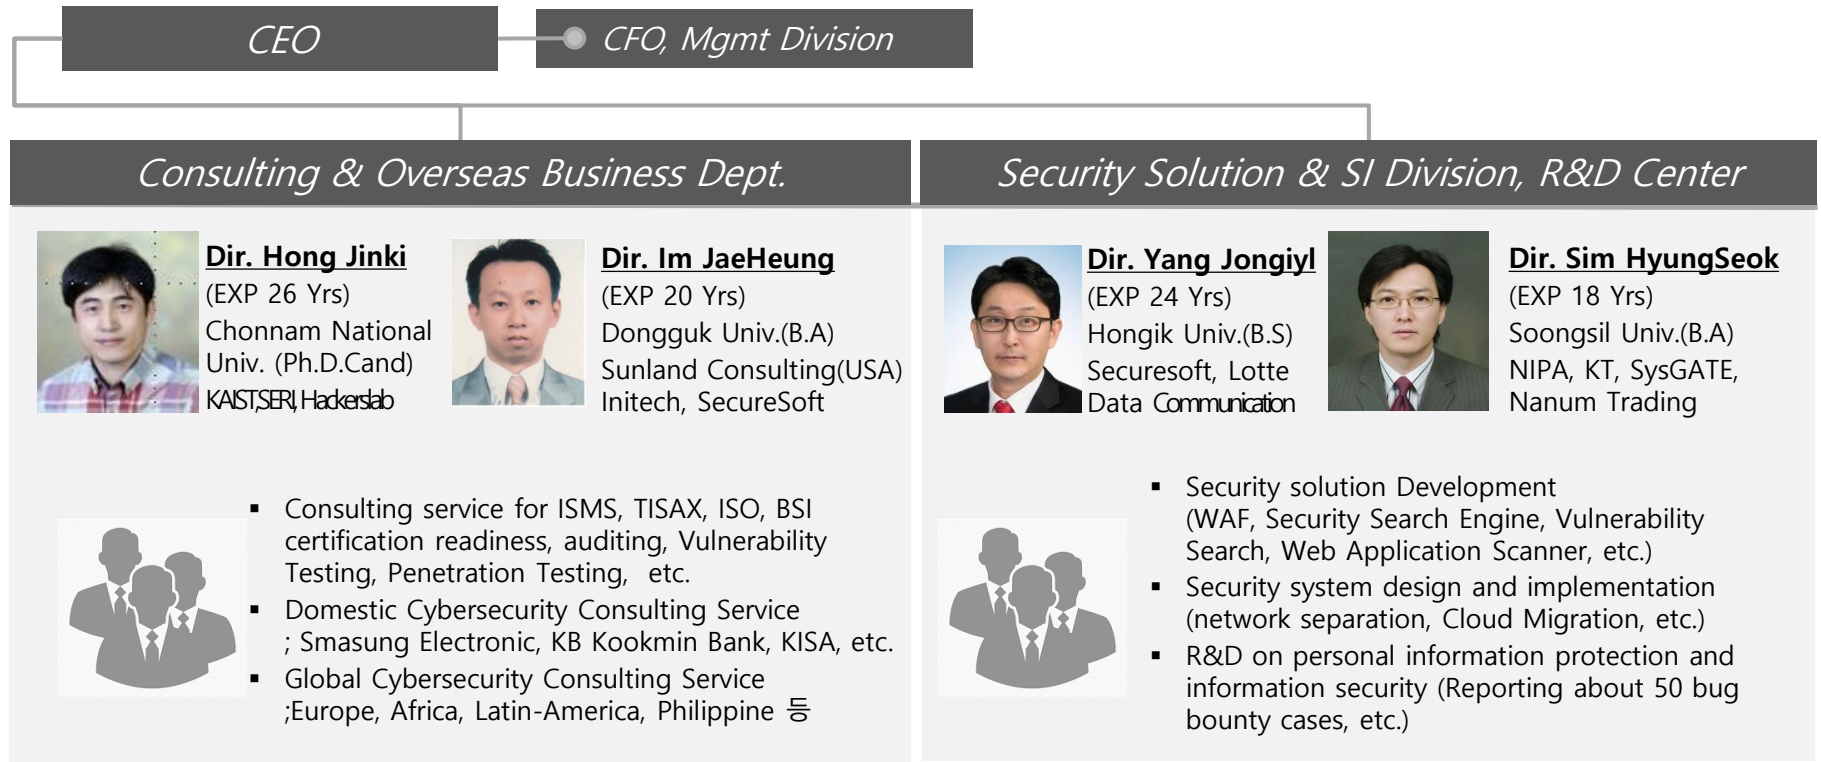 CEO
CFO, Mgmt Division
Consulting & Overseas Business Dept.
Dir. Hong Jinki
(EXP 26 Yrs)
Chonnam National
Univ. (Ph.D.Cand)
KAIST,SERI, Hackerslab
Dir. Im JaeHeung
(EXP 20 Yrs)
Dongguk Univ.(B.A)
Sunland Consulting(USA)
Initech, SecureSoft
▪ Consulting service for ISMS, TISAX, ISO, BSI
certification readiness, auditing, Vulnerability
Testing, Penetration Testing, etc.
▪ Domestic Cybersecurity Consulting Service
; Smasung Electronic, KB Kookmin Bank, KISA, etc.
▪ Global Cybersecurity Consulting Service
;Europe, Africa, Latin-America, Philippine 등
Security Solution & SI Division, R&D Center
Dir. Yang Jongiyl
(EXP 24 Yrs)
Hongik Univ.(B.S)
Securesoft, Lotte
Data Communication
Dir. Sim HyungSeok
(EXP 18 Yrs)
Soongsil Univ.(B.A)
NIPA, KT, SysGATE,
Nanum Trading
▪ Security solution Development
(WAF, Security Search Engine, Vulnerability
Search, Web Application Scanner, etc.)
▪ Security system design and implementation
(network separation, Cloud Migration, etc.)
▪ R&D on personal information protection and
information security (Reporting about 50 bug
bounty cases, etc.)